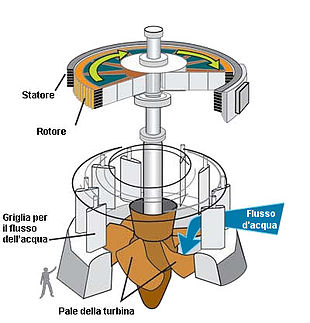 Statore
Rotore
Griglia per
il flusso
dell'acqua
Flusso
d'acqua
Pale della turbina